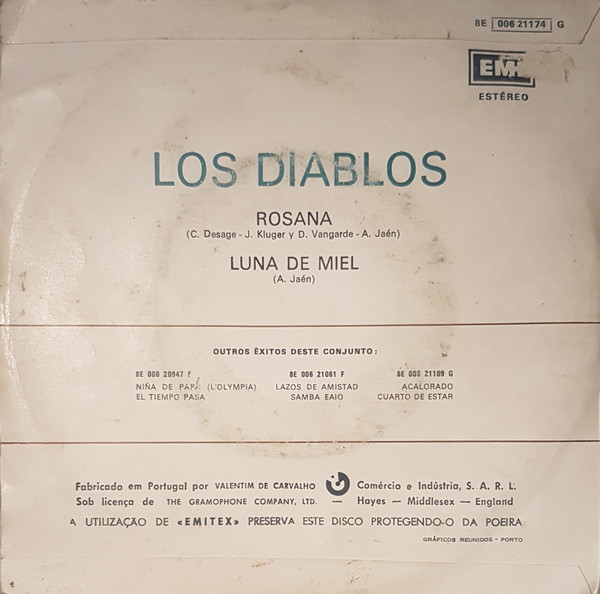 8E 006 21174 G
EMI
ESTÉREO
LOS DIABLOS
ROSANA
(C. Desage - J. Kluger y D. Vangarde - A. Jaén)
LUNA DE MIEL
(A. Jaén)
OUTROS ÊXITOS DESTE CONJUNTO:
8E 006 20947 F 8E 006 21061 F 8E 006 21109 G
NIÑA DE PAPÁ (L'OLYMPIA) LAZOS DE AMISTAD ACALORADO
EL TIEMPO PASA SAMBA EAIO CUARTO DE ESTAR
Fabricado em Portugal por VALENTIM DE CARVALHO Comércio e Indústria, S. A. R. L.
Sob licença de THE GRAMOPHONE COMPANY, LTD. — Hayes — Middlesex — England
A UTILIZAÇÃO DE «EMITEX» PRESERVA ESTE DISCO PROTEGENDO-O DA POEIRA
GRÁFICOS REUNIDOS - PORTO